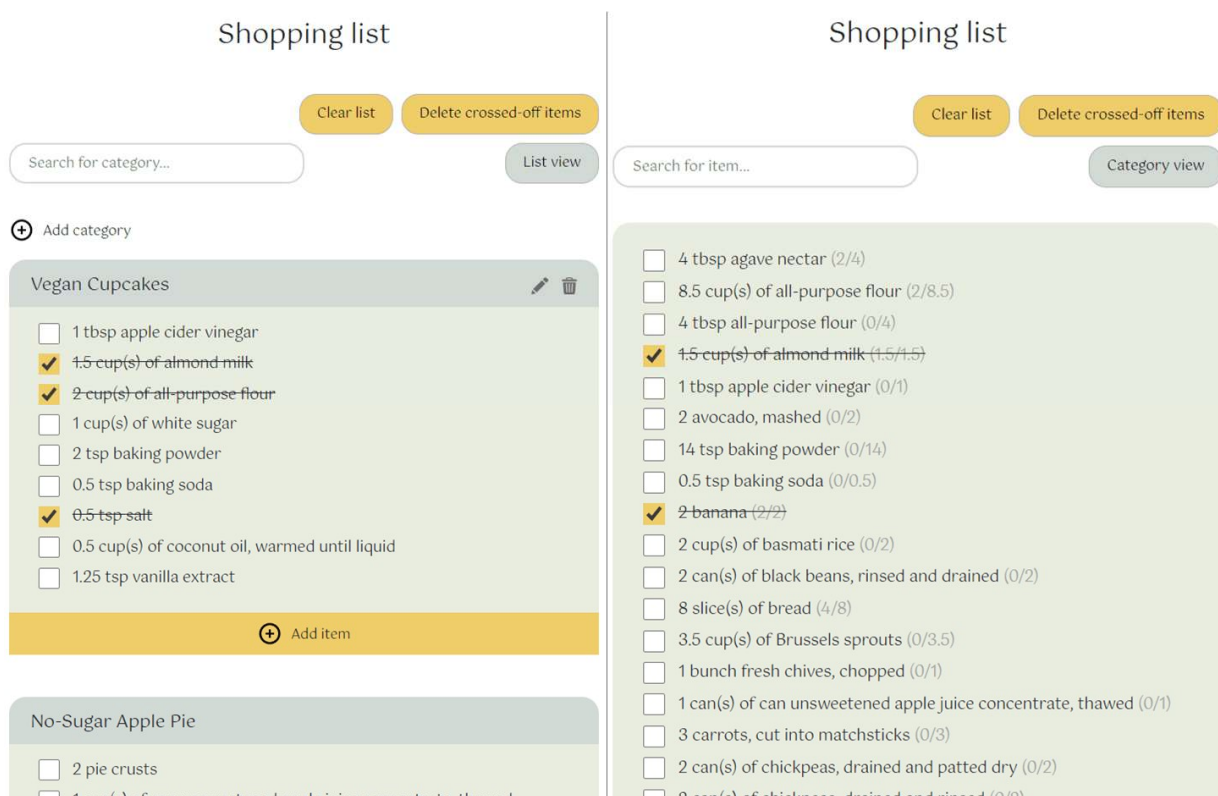 Shopping list
Clear list
Delete crossed-off items
Search for category...
List view
Add category
Vegan Cupcakes
1 tbsp apple cider vinegar
1.5 cup(s) of almond milk
2 cup(s) of all-purpose flour
1 cup(s) of white sugar
2 tsp baking powder
0.5 tsp baking soda
0.5 tsp salt
0.5 cup(s) of coconut oil, warmed until liquid
1.25 tsp vanilla extract
Add item
No-Sugar Apple Pie
2 pie crusts
Shopping list
Clear list
Delete crossed-off items
Search for item...
Category view
4 tbsp agave nectar (2/4)
8.5 cup(s) of all-purpose flour (2/8.5)
4 tbsp all-purpose flour (0/4)
1.5 cup(s) of almond milk (1.5/1.5)
1 tbsp apple cider vinegar (0/1)
2 avocado, mashed (0/2)
14 tsp baking powder (0/14)
0.5 tsp baking soda (0/0.5)
2 banana (2/2)
2 cup(s) of basmati rice (0/2)
2 can(s) of black beans, rinsed and drained (0/2)
8 slice(s) of bread (4/8)
3.5 cup(s) of Brussels sprouts (0/3.5)
1 bunch fresh chives, chopped (0/1)
1 can(s) of can unsweetened apple juice concentrate, thawed (0/1)
3 carrots, cut into matchsticks (0/3)
2 can(s) of chickpeas, drained and patted dry (0/2)